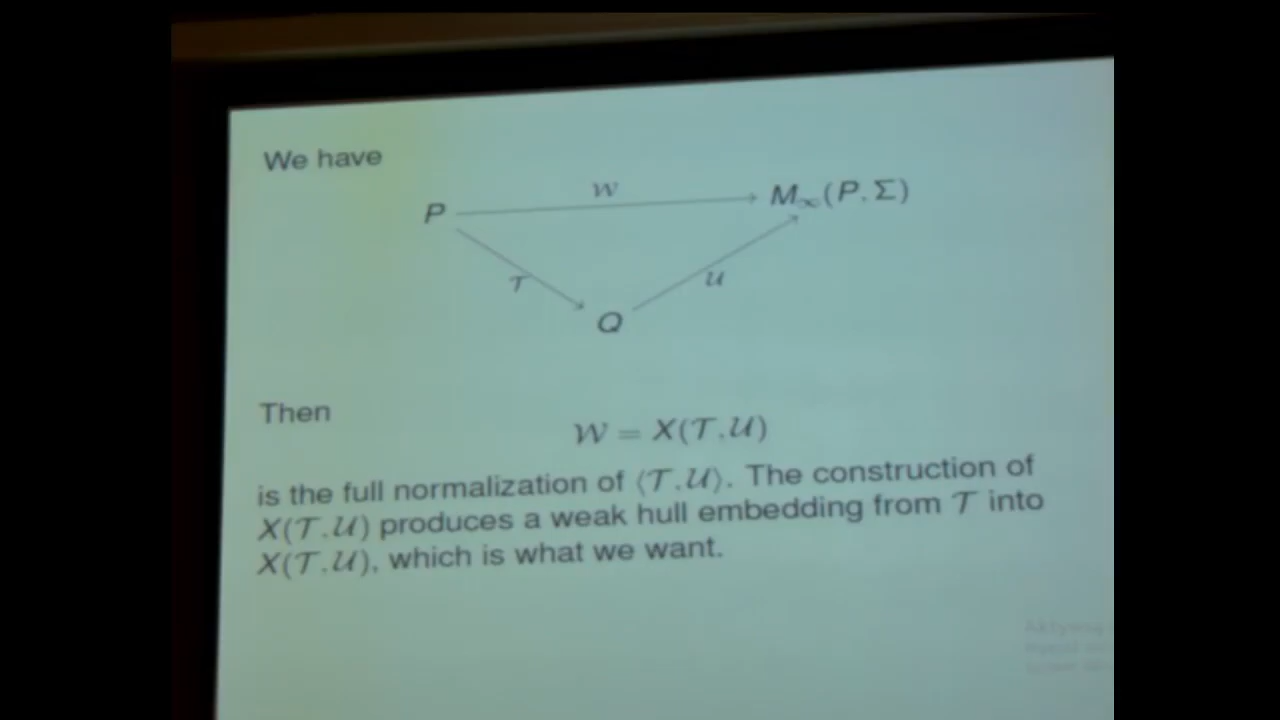 We have
P
W
M∞(P, Σ)
T
U
Q
Then
W = X(T, U)
is the full normalization of ⟨T, U⟩. The construction of
X(T, U) produces a weak hull embedding from T into
X(T, U), which is what we want.